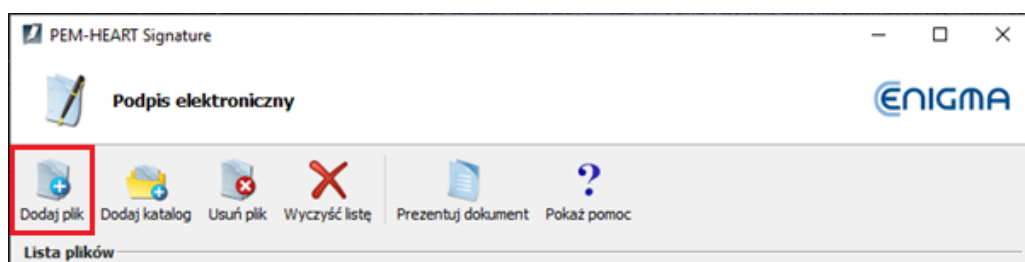 PEM-HEART Signature
Podpis elektroniczny
ENIGMA
Dodaj plik Dodaj katalog Usuń plik Wyczyść listę Prezentuj dokument Pokaż pomoc
Lista plików